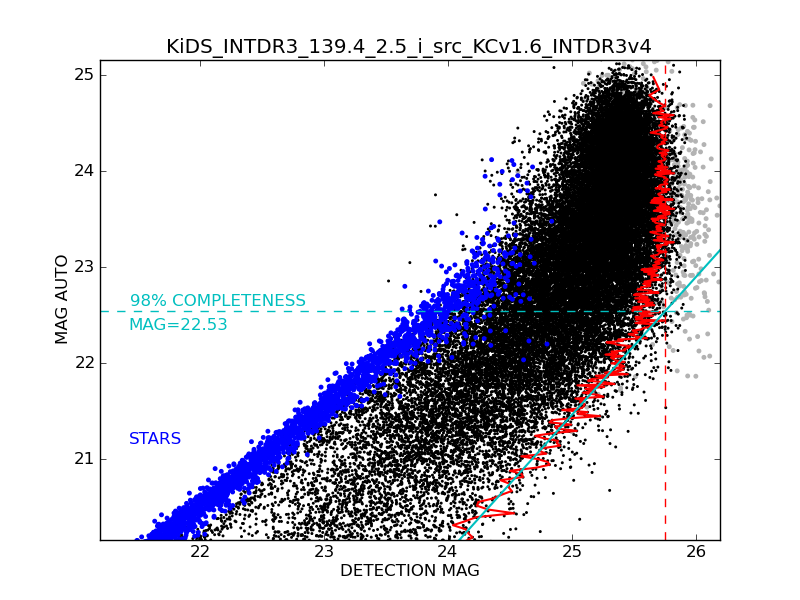 KiDS_INTDR3_139.4_2.5_i_src_KCv1.6_INTDR3v4
25
24
23
22
21
MAG AUTO
98% COMPLETENESS
MAG=22.53
STARS
22 23 24 25 26
DETECTION MAG